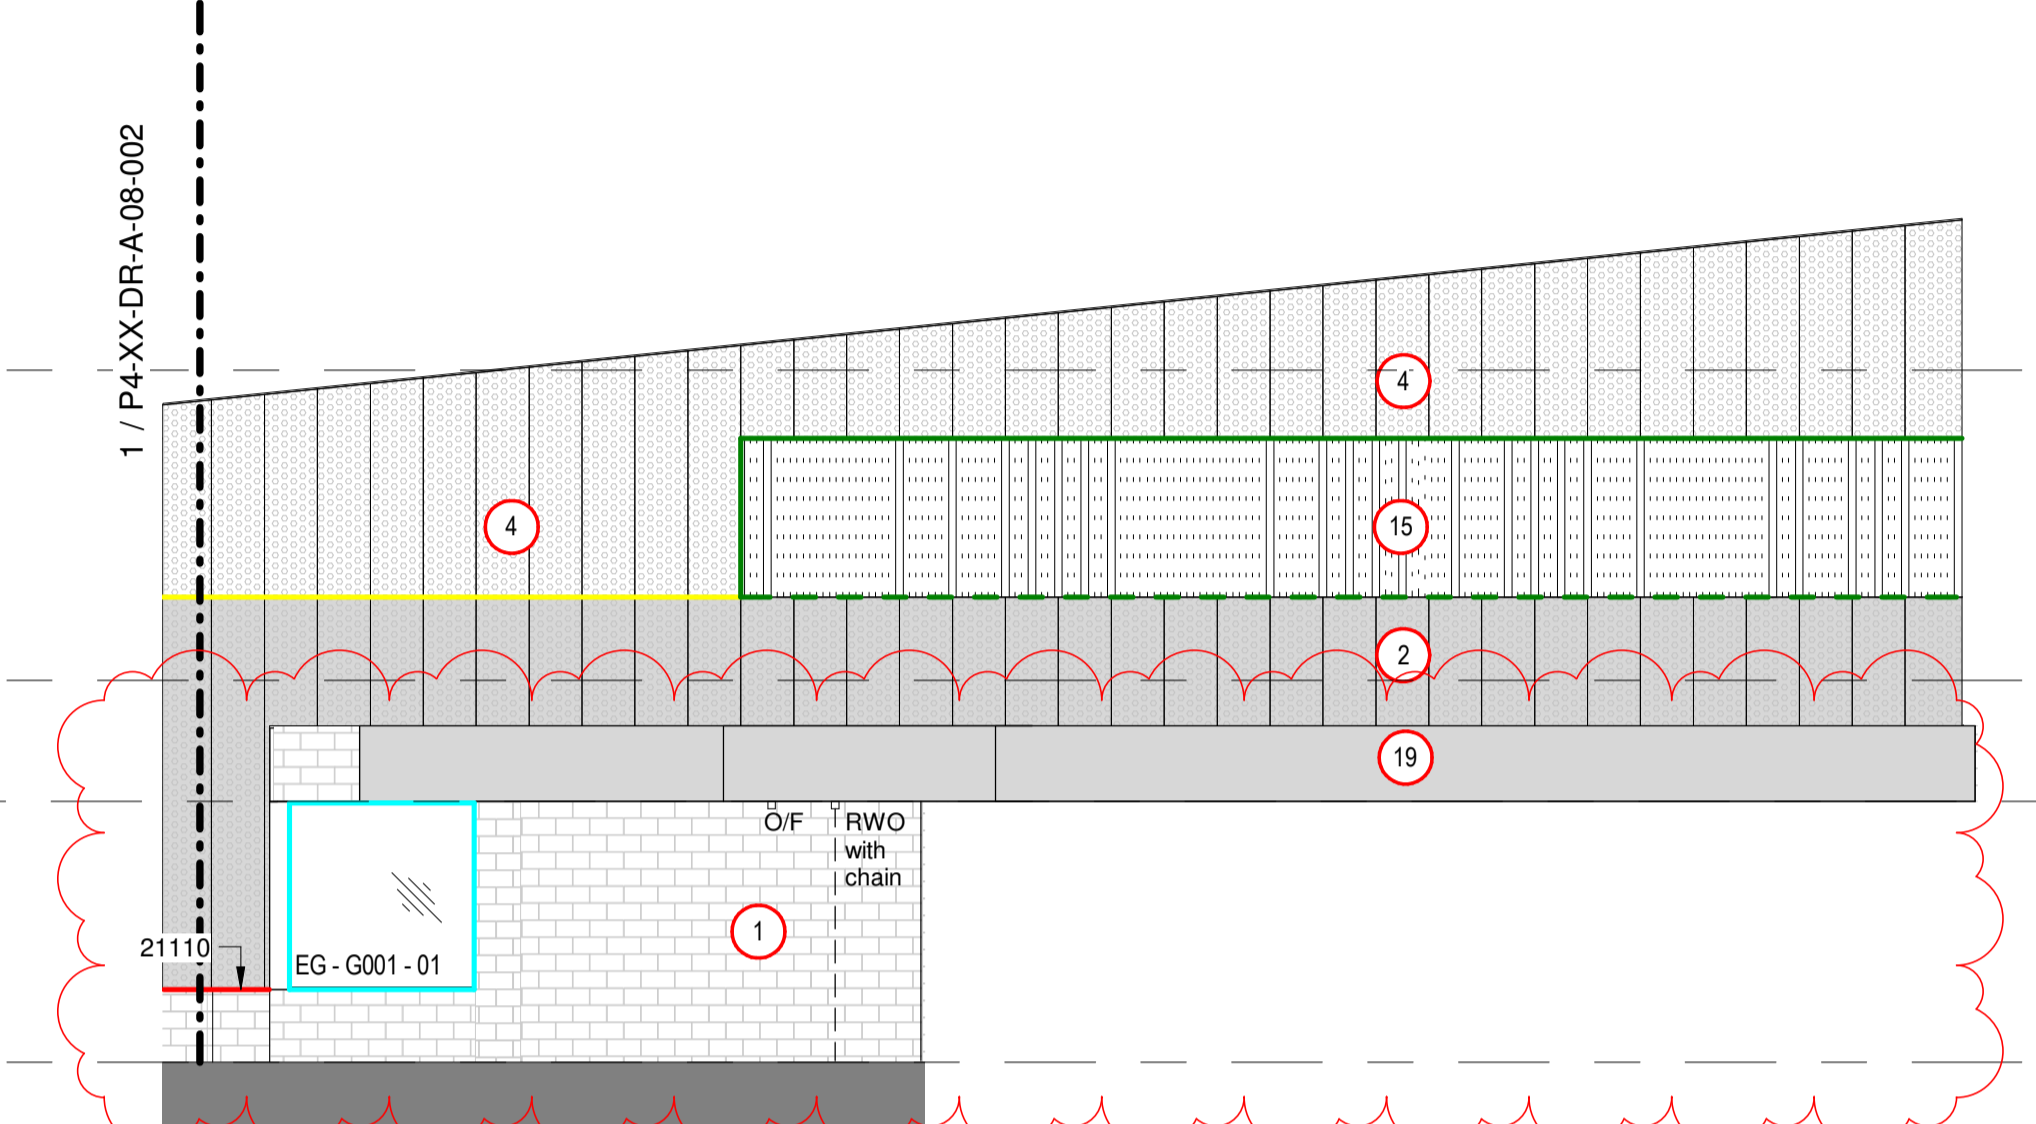 1 / P4-XX-DR-A-08-002
4
4
15
2
19
O/F
RWO
with
chain
1
21110
EG - G001 - 01